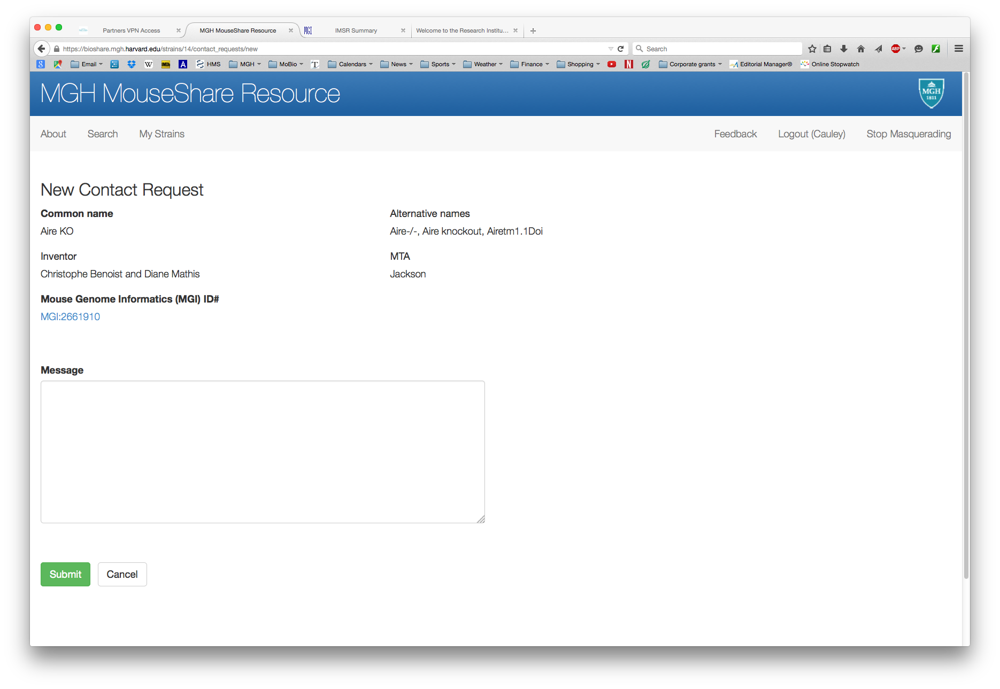 Partners VPN Access
MGH MouseShare Resource
MGI IMSR Summary
Welcome to the Research Institu...
https://bioshare.mgh.harvard.edu/strains/14/contact_requests/new
Search
ABP
8 Email W IMDb A HMS MGH MoBio T Calendars News Sports Weather Finance Shopping N Corporate grants Editorial Manager® Online Stopwatch
MGH MouseShare Resource
MGH
1811
About Search My Strains Feedback Logout (Cauley) Stop Masquerading
New Contact Request
Common name Alternative names
Aire KO Aire-/-, Aire knockout, Airetm1.1Doi
Inventor MTA
Christophe Benoist and Diane Mathis Jackson
Mouse Genome Informatics (MGI) ID#
MGI:2661910
Message
Submit Cancel